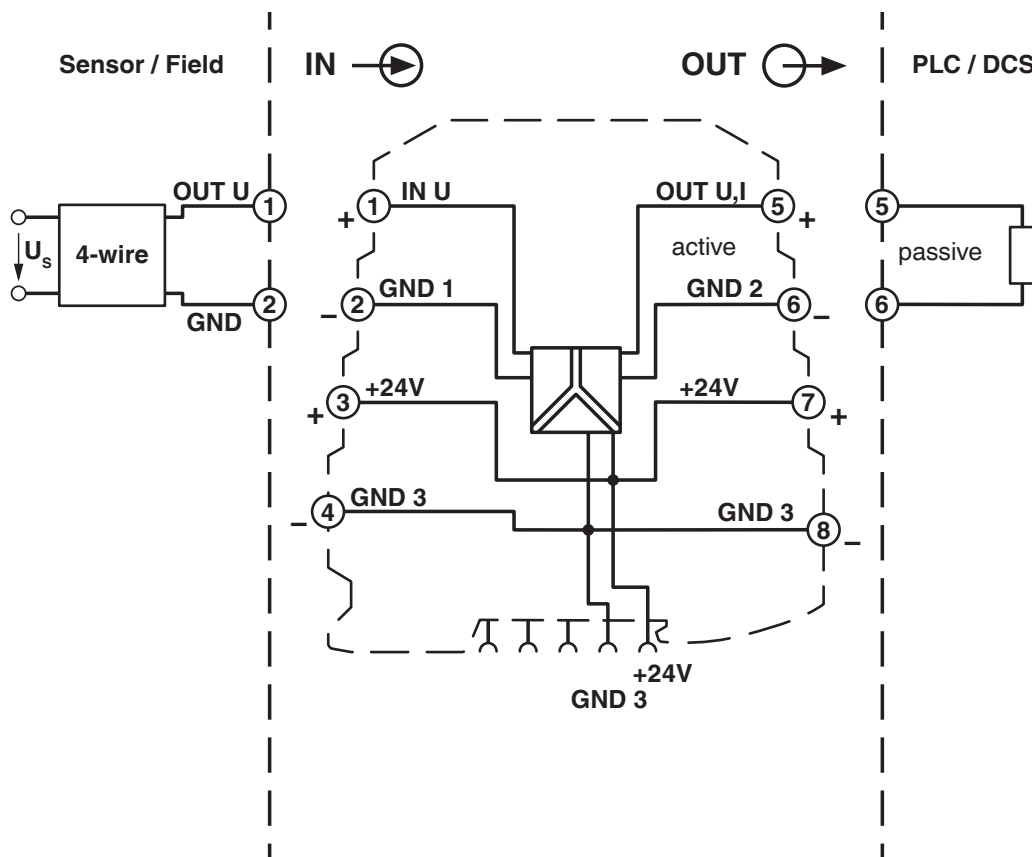 Sensor / Field
IN
OUT
PLC / DCS
OUT U
1
+
1
IN U
OUT U,I
5
+
5
US
4-wire
active
passive
GND
2
−
2
GND 1
GND 2
6
−
6
+
3
+24V
+24V
7
+
−
4
GND 3
GND 3
8
−
+24V
GND 3